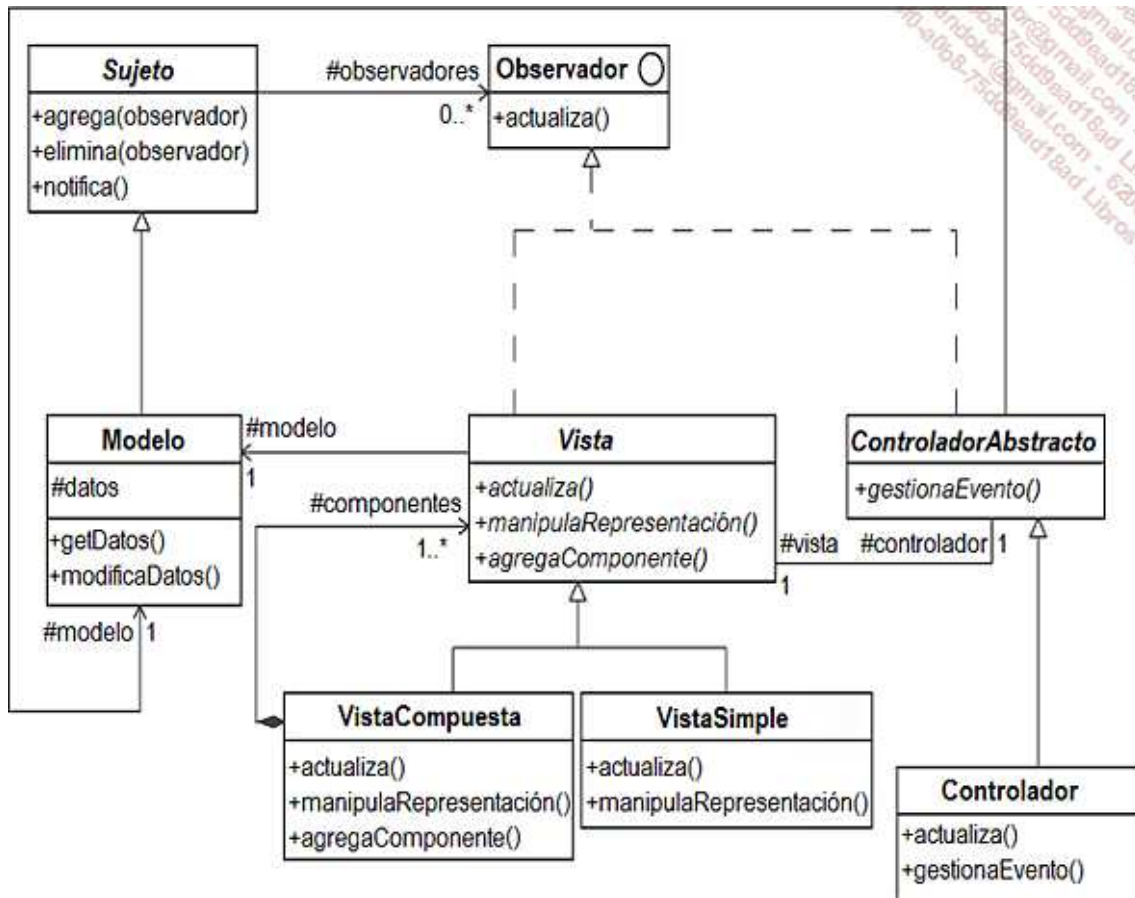 Sujeto
+agrega(observador)
+elimina(observador)
+notifica()
#observadores
0..*
Observador
+actualiza()
Modelo
#datos
+getDatos()
+modificaDatos()
#modelo
1
#modelo 1
#componentes
1..*
Vista
+actualiza()
+manipulaRepresentación()
+agregaComponente()
#vista
1
#controlador
1
ControladorAbstracto
+gestionaEvento()
VistaCompuesta
+actualiza()
+manipulaRepresentación()
+agregaComponente()
VistaSimple
+actualiza()
+manipulaRepresentación()
Controlador
+actualiza()
+gestionaEvento()